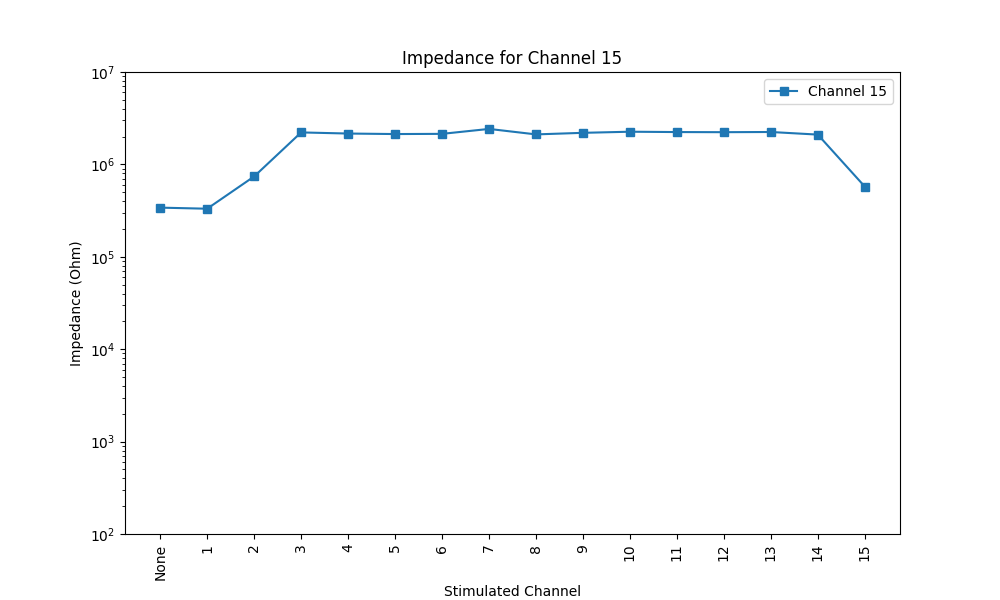 Impedance for Channel 15
Channel 15
Impedance (Ohm)
10^7
10^6
10^5
10^4
10^3
10^2
None 1 2 3 4 5 6 7 8 9 10 11 12 13 14 15
Stimulated Channel